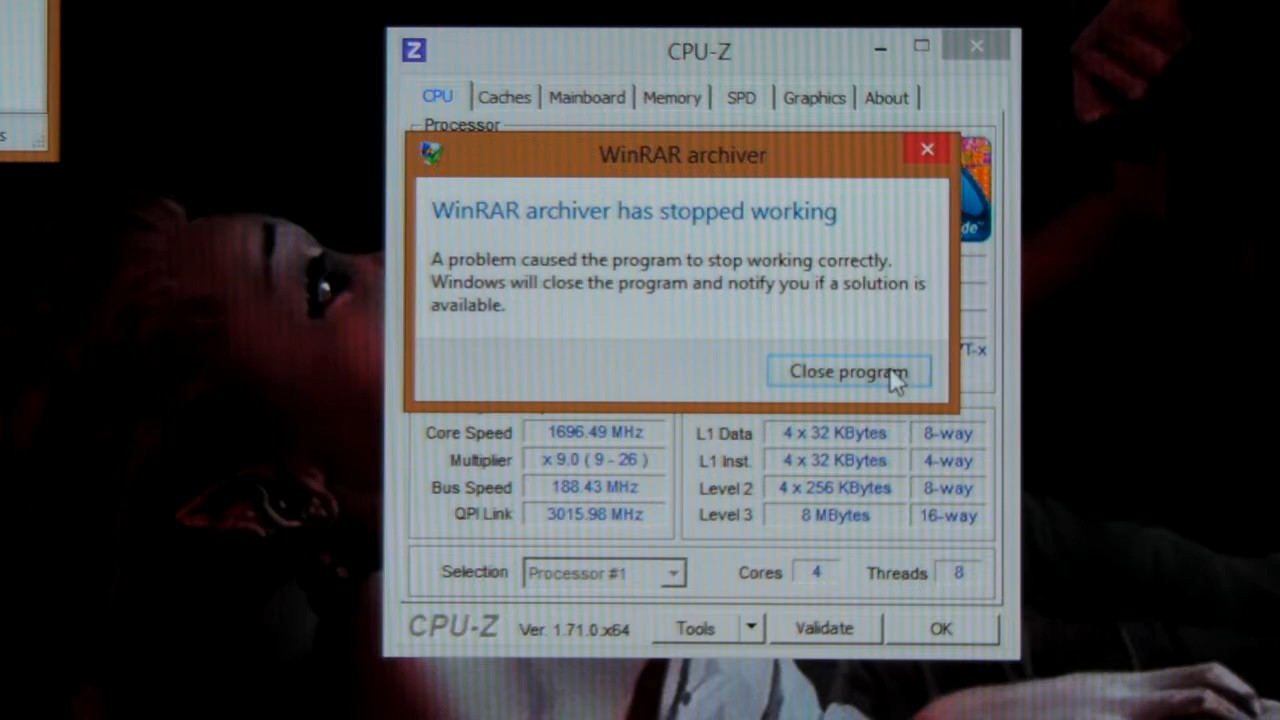 CPU-Z
CPU Caches Mainboard Memory SPD Graphics About
Processor
WinRAR archiver
WinRAR archiver has stopped working
A problem caused the program to stop working correctly.
Windows will close the program and notify you if a solution is
available.
Close program
Core Speed 1696.49 MHz L1 Data 4 x 32 KBytes 8-way
Multiplier x 9.0 ( 9 - 26 ) L1 Inst. 4 x 32 KBytes 4-way
Bus Speed 188.43 MHz Level 2 4 x 256 KBytes 8-way
QPI Link 3015.98 MHz Level 3 8 MBytes 16-way
Selection Processor #1 Cores 4 Threads 8
CPU-Z Ver. 1.71.0.x64 Tools Validate OK